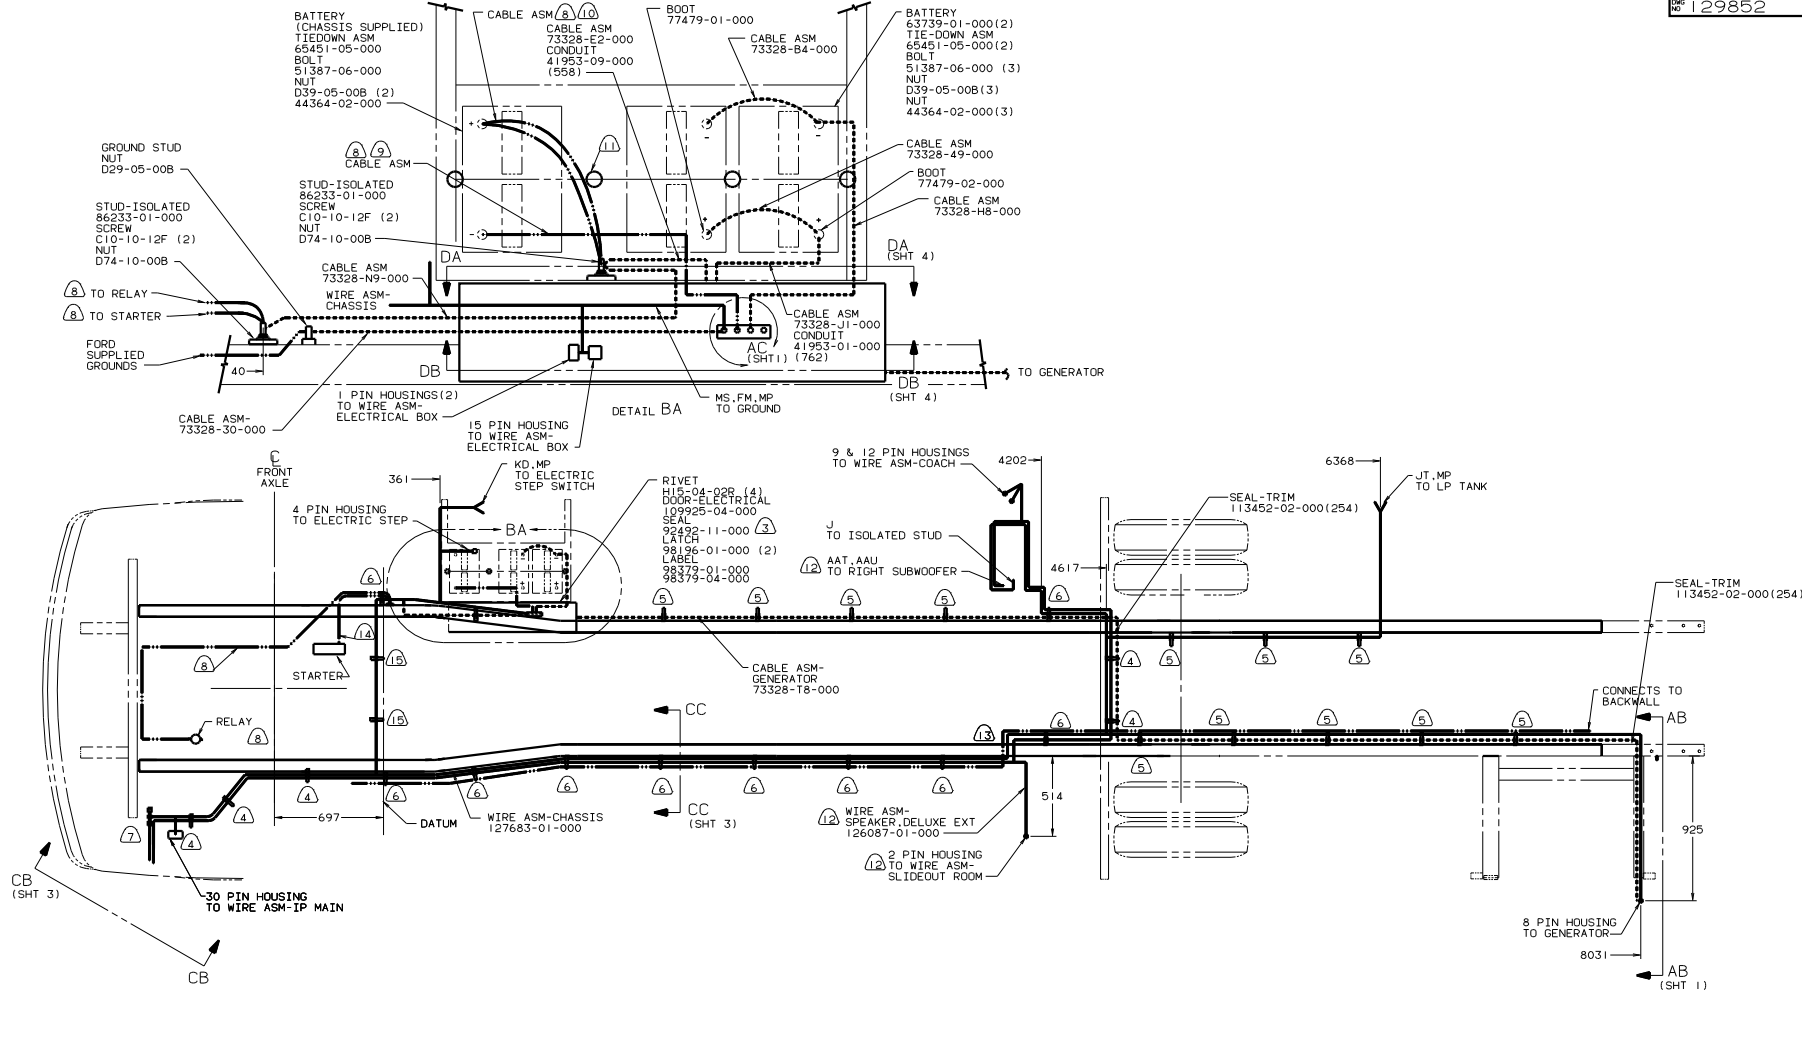 DWG
NO 129852
BATTERY
(CHASSIS SUPPLIED)
TIEDOWN ASM
65451-05-000
BOLT
51387-06-000
NUT
D39-05-00B (2)
44364-02-000
CABLE ASM 8 10
CABLE ASM
73328-E2-000
CONDUIT
41953-09-000
(558)
BOOT
77479-01-000
CABLE ASM
73328-B4-000
BATTERY
63739-01-000(2)
TIE-DOWN ASM
65451-05-000(2)
BOLT
51387-06-000 (3)
NUT
D39-05-00B(3)
NUT
44364-02-000(3)
GROUND STUD
NUT
D29-05-00B
8 9
CABLE ASM
11
+
-
-
-
+
+
CABLE ASM
73328-49-000
BOOT
77479-02-000
CABLE ASM
73328-H8-000
STUD-ISOLATED
86233-01-000
SCREW
C10-10-12F (2)
NUT
D74-10-00B
STUD-ISOLATED
86233-01-000
SCREW
C10-10-12F (2)
NUT
D74-10-00B
DA
DA
(SHT 4)
CABLE ASM
73328-N9-000
WIRE ASM-
CHASSIS
8 TO RELAY
8 TO STARTER
FORD
SUPPLIED
GROUNDS
40
CABLE ASM
73328-J1-000
CONDUIT
41953-01-000
(762)
AC
(SHT1)
DB
DB
(SHT 4)
TO GENERATOR
CABLE ASM-
73328-30-000
1 PIN HOUSINGS(2)
TO WIRE ASM-
ELECTRICAL BOX
15 PIN HOUSING
TO WIRE ASM-
ELECTRICAL BOX
DETAIL BA
MS,FM,MP
TO GROUND
CL
FRONT
AXLE
361
KD,MP
TO ELECTRIC
STEP SWITCH
4 PIN HOUSING
TO ELECTRIC STEP
BA
RIVET
H15-04-02R (4)
DOOR-ELECTRICAL
109925-04-000
SEAL
92492-11-000 3
LATCH
98196-01-000 (2)
LABEL
98379-01-000
98379-04-000
9 & 12 PIN HOUSINGS
TO WIRE ASM-COACH
4202
6368
JT,MP
TO LP TANK
SEAL-TRIM
113452-02-000(254)
J
TO ISOLATED STUD
12 AAT,AAU
TO RIGHT SUBWOOFER
4617
SEAL-TRIM
113452-02-000(254)
6
5
5
5
5
6
14
15
8
STARTER
4
5
5
5
CABLE ASM-
GENERATOR
73328-T8-000
RELAY
8
15
CC
13
6
4
5
5
5
5
CONNECTS TO
BACKWALL
AB
4
4
4
7
6
6
6
6
6
6
6
5
697
DATUM
WIRE ASM-CHASSIS
127683-01-000
CC
(SHT 3)
12 WIRE ASM-
SPEAKER,DELUXE EXT
126087-01-000
514
12 2 PIN HOUSING
TO WIRE ASM-
SLIDEOUT ROOM
925
CB
(SHT 3)
30 PIN HOUSING
TO WIRE ASM-IP MAIN
CB
8 PIN HOUSING
TO GENERATOR
8031
AB
(SHT 1)